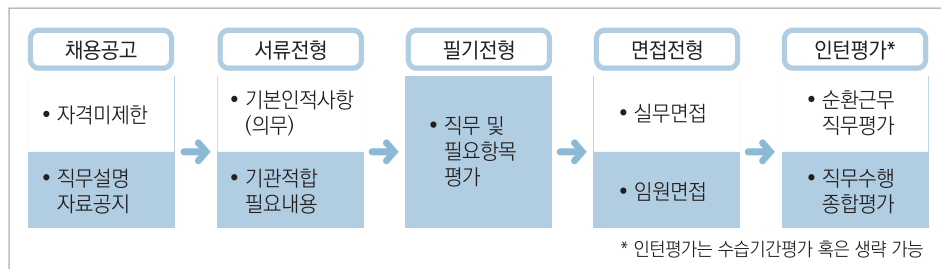 채용공고
• 자격미제한
• 직무설명
자료공지
서류전형
• 기본인적사항
(의무)
• 기관적합
필요내용
필기전형
• 직무 및
필요항목
평가
면접전형
• 실무면접
• 임원면접
인턴평가*
• 순환근무
직무평가
• 직무수행
종합평가
* 인턴평가는 수습기간평가 혹은 생략 가능